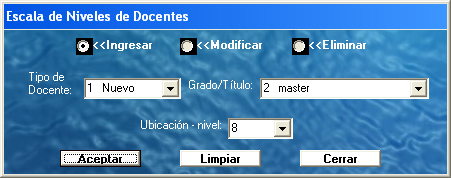 Escala de Niveles de Docentes
<<Ingresar <<Modificar <<Eliminar
Tipo de Docente: 1 Nuevo Grado/Título: 2 master
Ubicación - nivel: 8
Aceptar Limpiar Cerrar